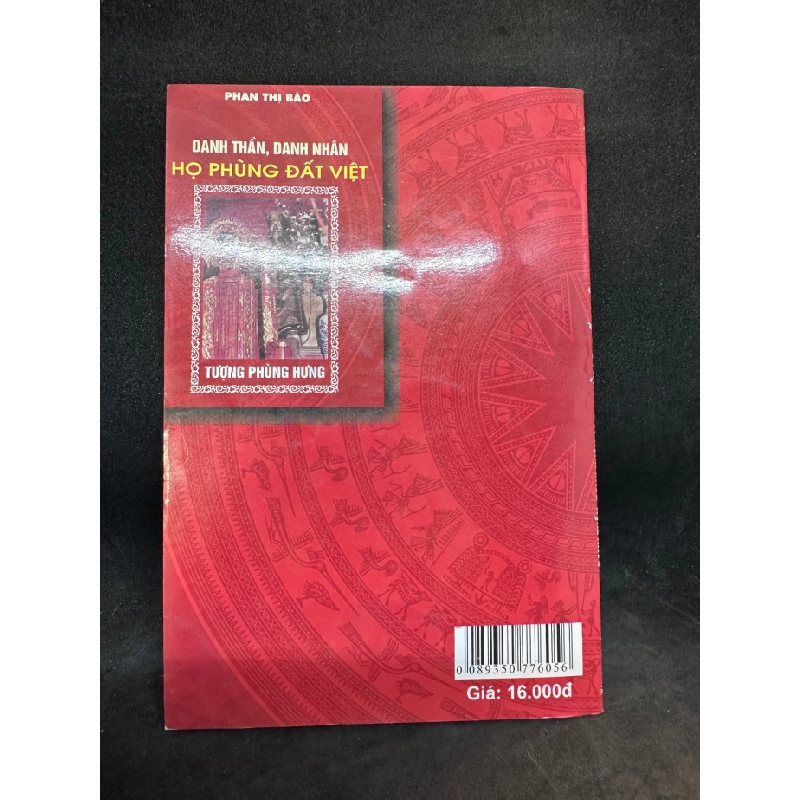 PHAN THỊ BẢO
DANH THẦN, DANH NHÂN
HỌ PHÙNG ĐẤT VIỆT
TƯỢNG PHÙNG HƯNG
0 089350 776056
Giá: 16.000đ